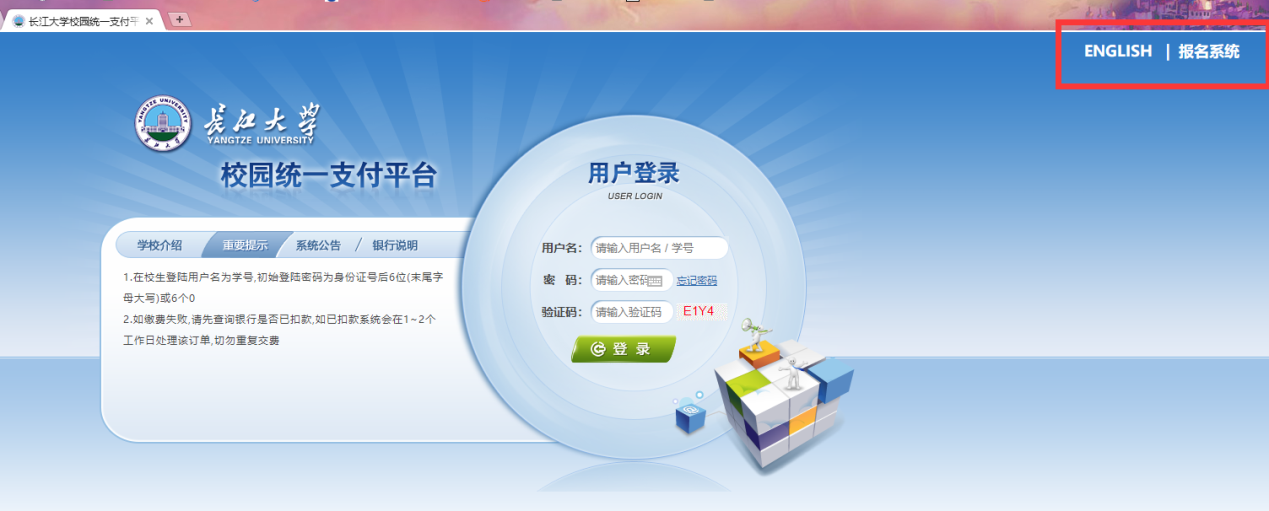 长江大学校园统一支付平
ENGLISH | 报名系统
YANGTZE UNIVERSITY
长江大学
YANGTZE UNIVERSITY
校园统一支付平台
学校介绍 重要提示 系统公告 / 银行说明
1.在校生登陆用户名为学号,初始登陆密码为身份证号后6位(末尾字
母大写)或6个0
2.如缴费失败,请先查询银行是否已扣款,如已扣款系统会在1~2个
工作日处理该订单,切勿重复交费
用户登录
USER LOGIN
用户名: 请输入用户名 / 学号
密 码: 请输入密码 忘记密码
验证码: 请输入验证码 E1Y4
登 录